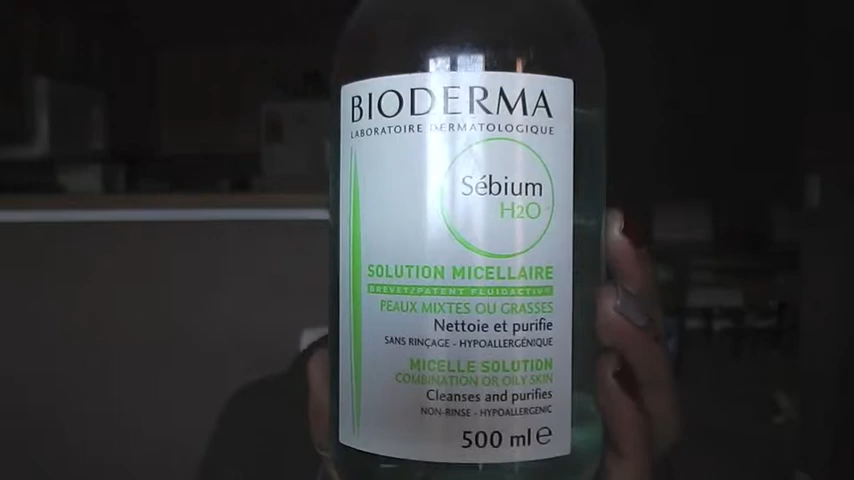 BIODERMA
LABORATOIRE DERMATOLOGIQUE
Sébium
H2O
SOLUTION MICELLAIRE
BREVET/PATENT FLUIDACTIV
PEAUX MIXTES OU GRASSES
Nettoie et purifie
SANS RINÇAGE - HYPOALLERGÉNIQUE
MICELLE SOLUTION
COMBINATION OR OILY SKIN
Cleanses and purifies
NON-RINSE - HYPOALLERGENIC
500 ml ℮